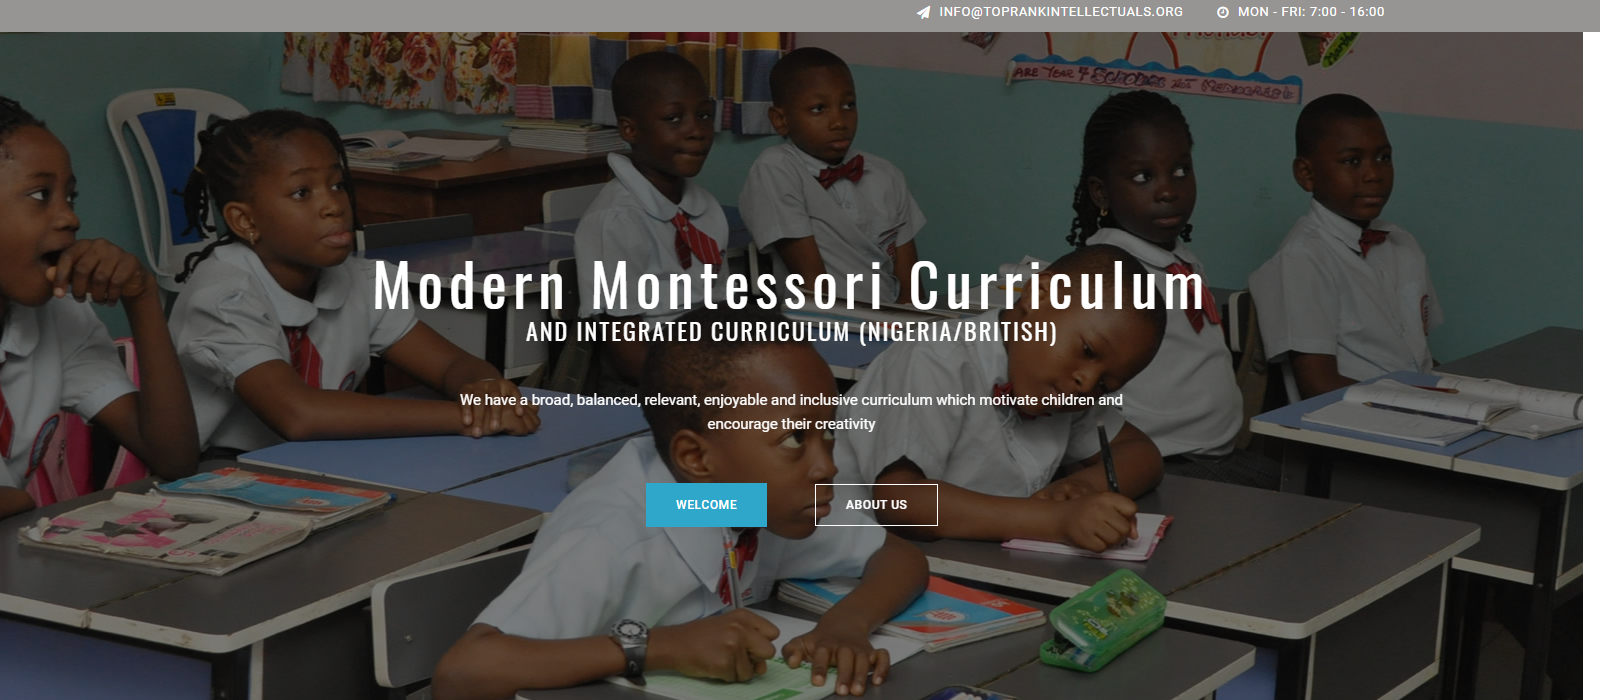 INFO@TOPRANKINTELLECTUALS.ORG MON - FRI: 7:00 - 16:00
ARE YEAR 4 SCHOLARS NOT MEDIOCRES
Modern Montessori Curriculum
AND INTEGRATED CURRICULUM (NIGERIA/BRITISH)
We have a broad, balanced, relevant, enjoyable and inclusive curriculum which motivate children and
encourage their creativity
WELCOME ABOUT US